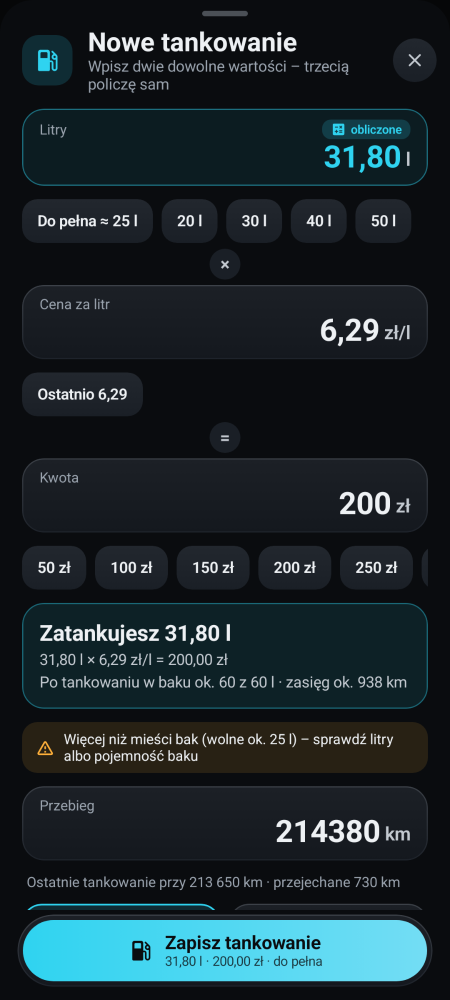 Nowe tankowanie
Wpisz dwie dowolne wartości – trzecią
policzę sam
Litry
obliczone
31,80 l
Do pełna ≈ 25 l
20 l
30 l
40 l
50 l
×
Cena za litr
6,29 zł/l
Ostatnio 6,29
=
Kwota
200 zł
50 zł
100 zł
150 zł
200 zł
250 zł
Zatankujesz 31,80 l
31,80 l × 6,29 zł/l = 200,00 zł
Po tankowaniu w baku ok. 60 z 60 l · zasięg ok. 938 km
Więcej niż mieści bak (wolne ok. 25 l) – sprawdź litry
albo pojemność baku
Przebieg
214380 km
Ostatnie tankowanie przy 213 650 km · przejechane 730 km
Zapisz tankowanie
31,80 l · 200,00 zł · do pełna